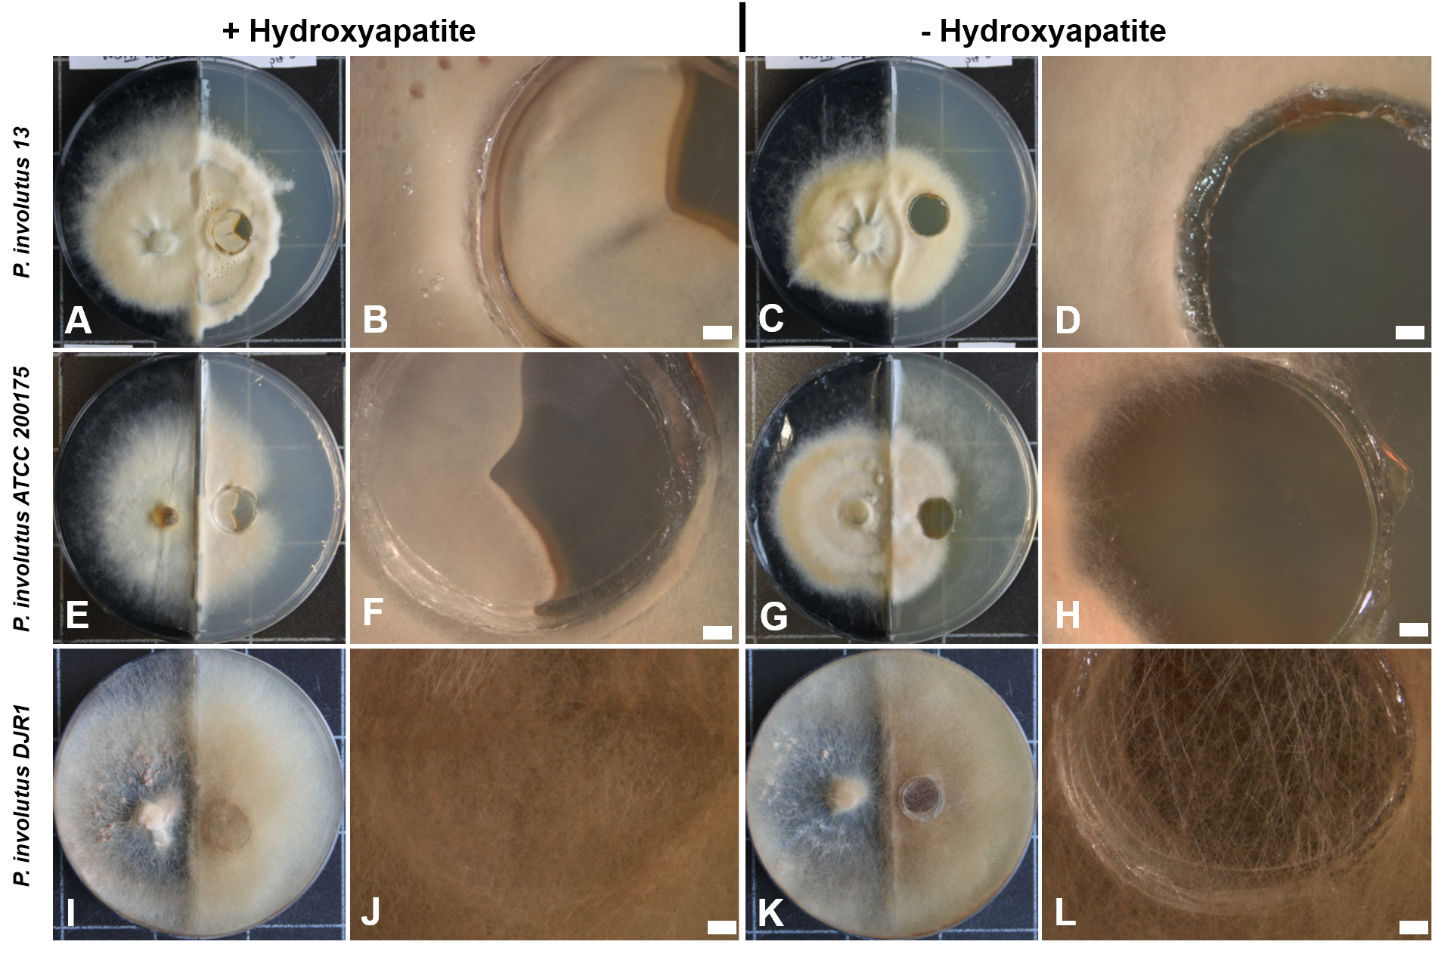 + Hydroxyapatite
- Hydroxyapatite
P. involutus 13
A
B
C
D
P. involutus ATCC 200175
E
F
G
H
P. involutus DJR1
I
J
K
L